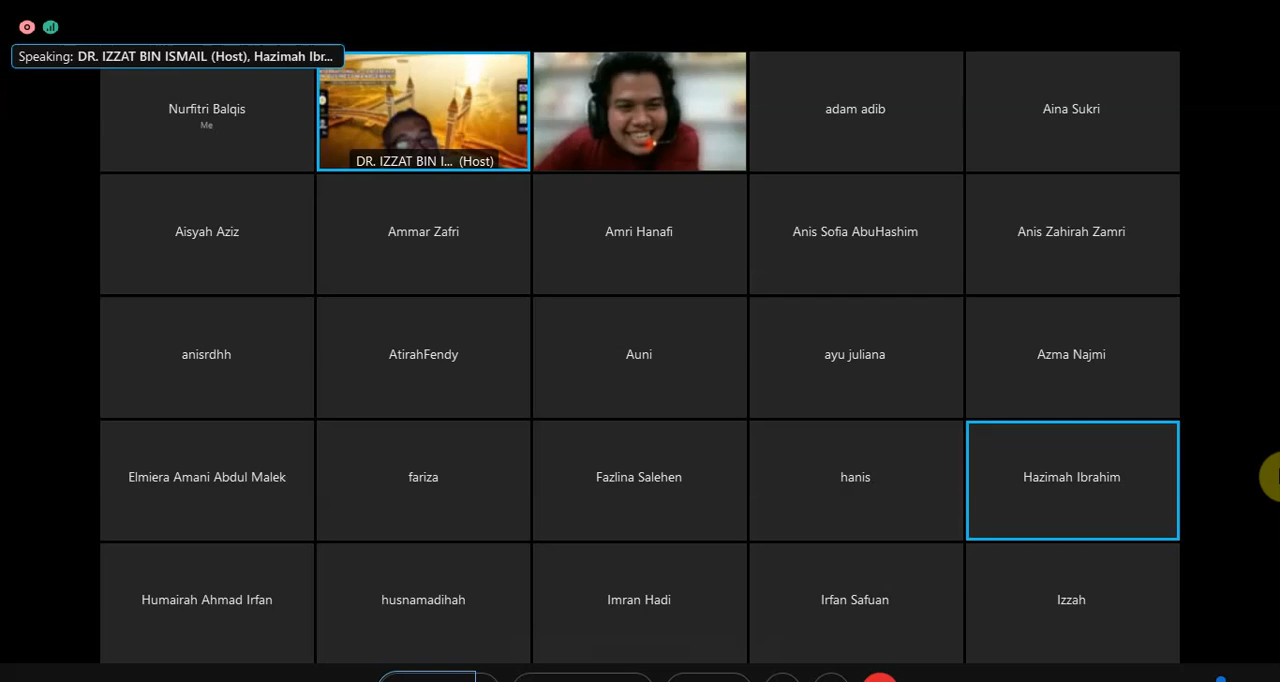 Speaking: DR. IZZAT BIN ISMAIL (Host), Hazimah Ibr...
Nurfitri Balqis
Me
DR. IZZAT BIN I... (Host)
adam adib
Aina Sukri
Aisyah Aziz
Ammar Zafri
Amri Hanafi
Anis Sofia AbuHashim
Anis Zahirah Zamri
anisrdhh
AtirahFendy
Auni
ayu juliana
Azma Najmi
Elmiera Amani Abdul Malek
fariza
Fazlina Salehen
hanis
Hazimah Ibrahim
Humairah Ahmad Irfan
husnamadihah
Imran Hadi
Irfan Safuan
Izzah